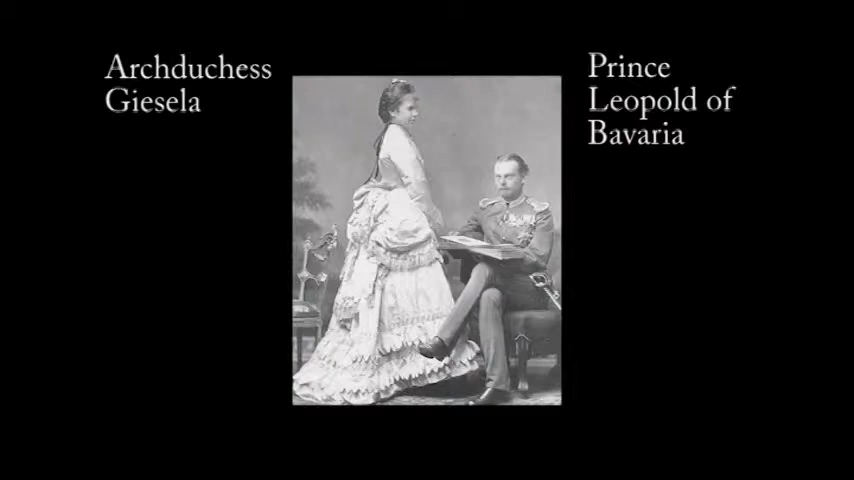 Archduchess
Giesela
Prince
Leopold of
Bavaria